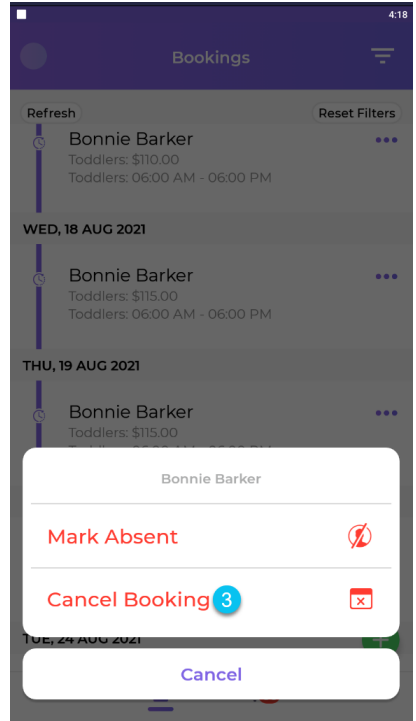 4:18
Bookings
Refresh
Reset Filters
Bonnie Barker
Toddlers: $110.00
Toddlers: 06:00 AM - 06:00 PM
WED, 18 AUG 2021
Bonnie Barker
Toddlers: $115.00
Toddlers: 06:00 AM - 06:00 PM
THU, 19 AUG 2021
Bonnie Barker
Toddlers: $115.00
Bonnie Barker
Mark Absent
Cancel Booking 3
TUE, 24 AUG 2021
Cancel